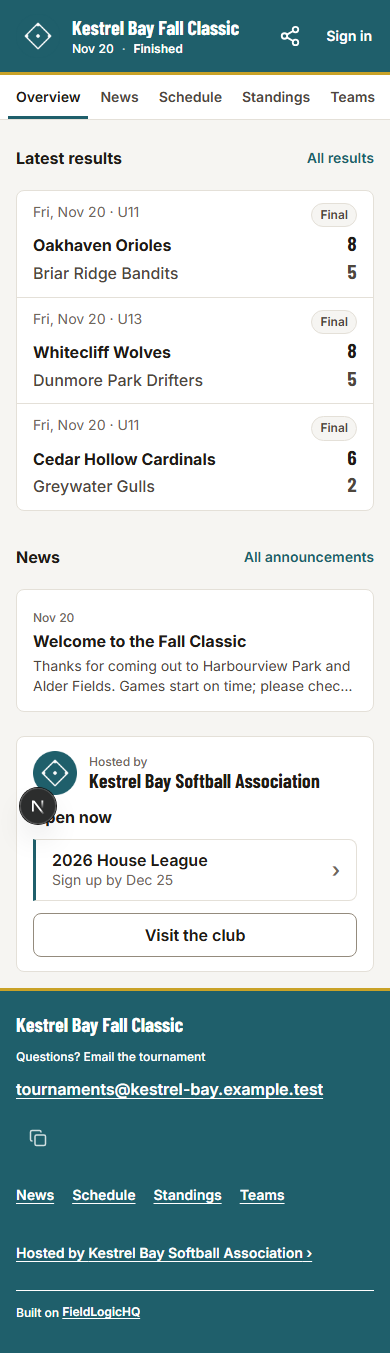 Kestrel Bay Fall Classic
Nov 20 · Finished
Sign in
Overview News Schedule Standings Teams
Latest results
All results
Fri, Nov 20 · U11
Final
Oakhaven Orioles 8
Briar Ridge Bandits 5
Fri, Nov 20 · U13
Final
Whitecliff Wolves 8
Dunmore Park Drifters 5
Fri, Nov 20 · U11
Final
Cedar Hollow Cardinals 6
Greywater Gulls 2
News
All announcements
Nov 20
Welcome to the Fall Classic
Thanks for coming out to Harbourview Park and
Alder Fields. Games start on time; please chec...
Hosted by
Kestrel Bay Softball Association
N
pen now
2026 House League
Sign up by Dec 25
Visit the club
Kestrel Bay Fall Classic
Questions? Email the tournament
tournaments@kestrel-bay.example.test
News Schedule Standings Teams
Hosted by Kestrel Bay Softball Association ›
Built on FieldLogicHQ